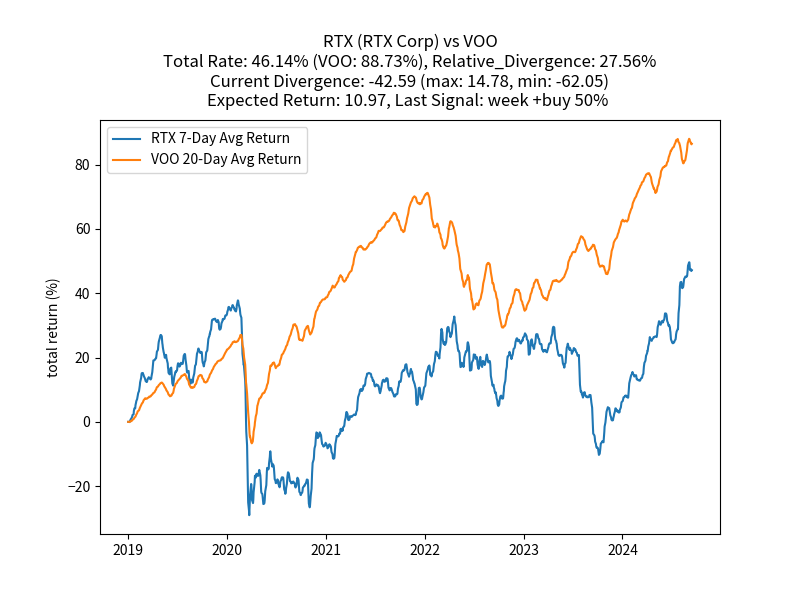 RTX (RTX Corp) vs VOO
Total Rate: 46.14% (VOO: 88.73%), Relative_Divergence: 27.56%
Current Divergence: -42.59 (max: 14.78, min: -62.05)
Expected Return: 10.97, Last Signal: week +buy 50%
RTX 7-Day Avg Return
VOO 20-Day Avg Return
total return (%)
80
60
40
20
0
−20
2019 2020 2021 2022 2023 2024